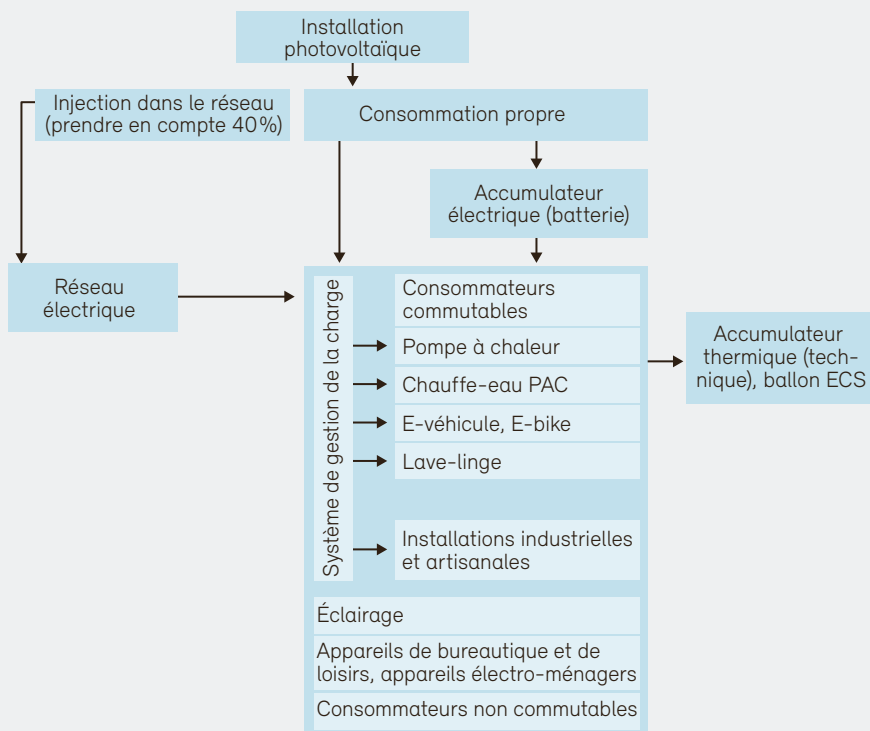 Installation
photovoltaïque
Injection dans le réseau
(prendre en compte 40 %)
Consommation propre
Accumulateur
électrique (batterie)
Réseau
électrique
Système de gestion de la charge
Consommateurs
commutables
Pompe à chaleur
Chauffe-eau PAC
E-véhicule, E-bike
Lave-linge
Installations industrielles
et artisanales
Accumulateur
thermique (tech-
nique), ballon ECS
Éclairage
Appareils de bureautique et de
loisirs, appareils électro-ménagers
Consommateurs non commutables